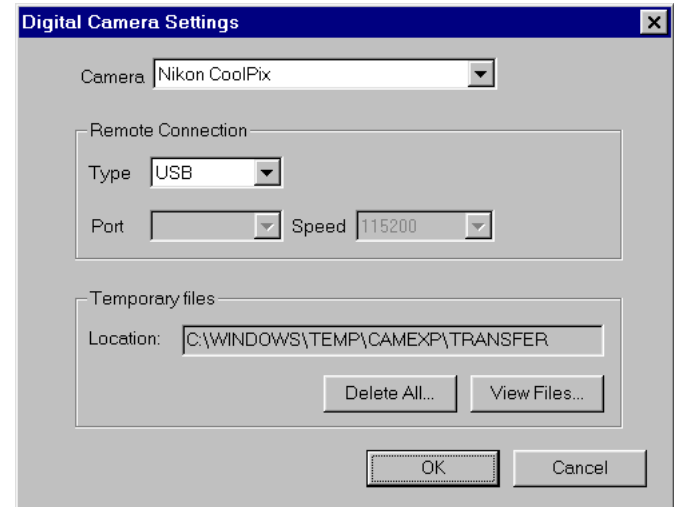 Digital Camera Settings
Camera Nikon CoolPix
Remote Connection
Type USB
Port Speed 115200
Temporary files
Location: C:\WINDOWS\TEMP\CAMEXP\TRANSFER
Delete All... View Files...
OK Cancel